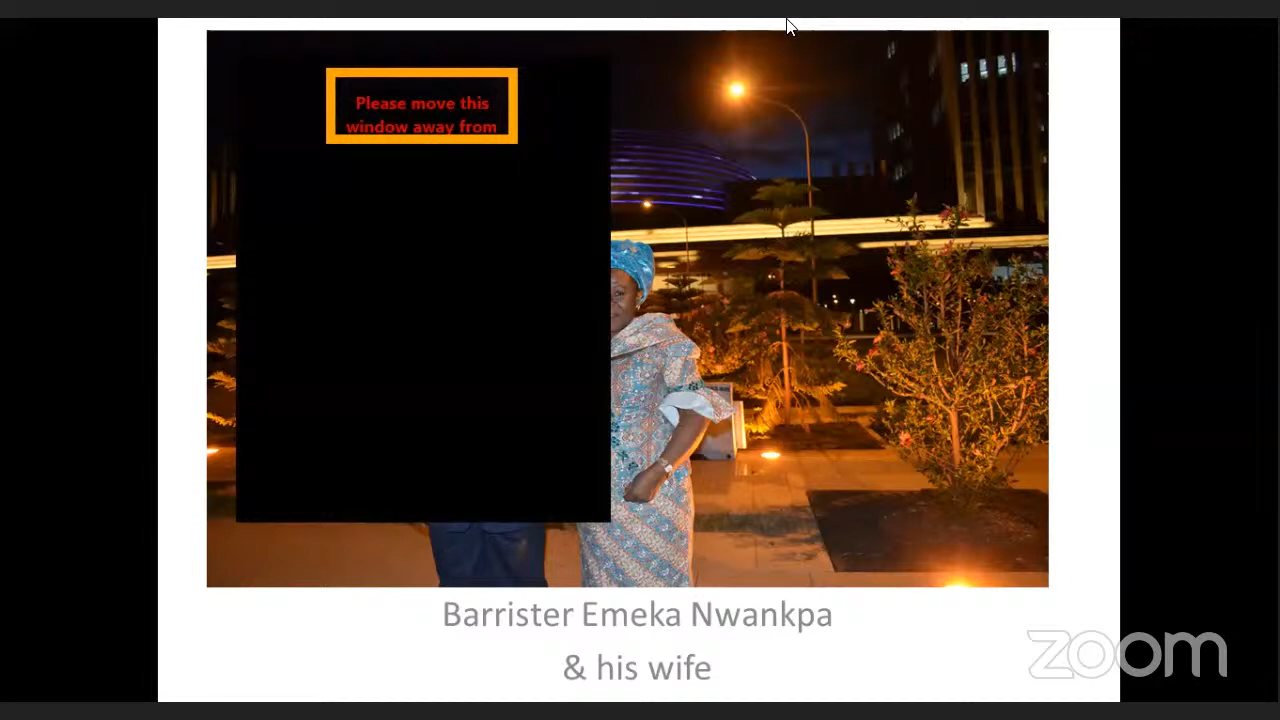 Please move this
window away from
Barrister Emeka Nwankpa
& his wife
zoom